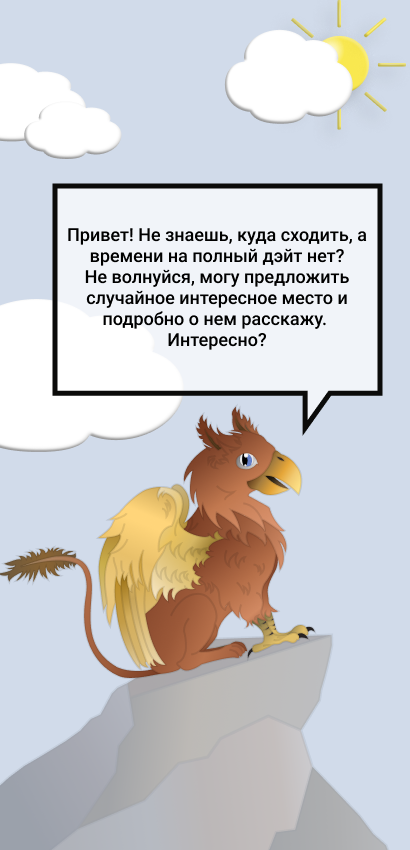 Привет! Не знаешь, куда сходить, а
времени на полный дэйт нет?
Не волнуйся, могу предложить
случайное интересное место и
подробно о нем расскажу.
Интересно?